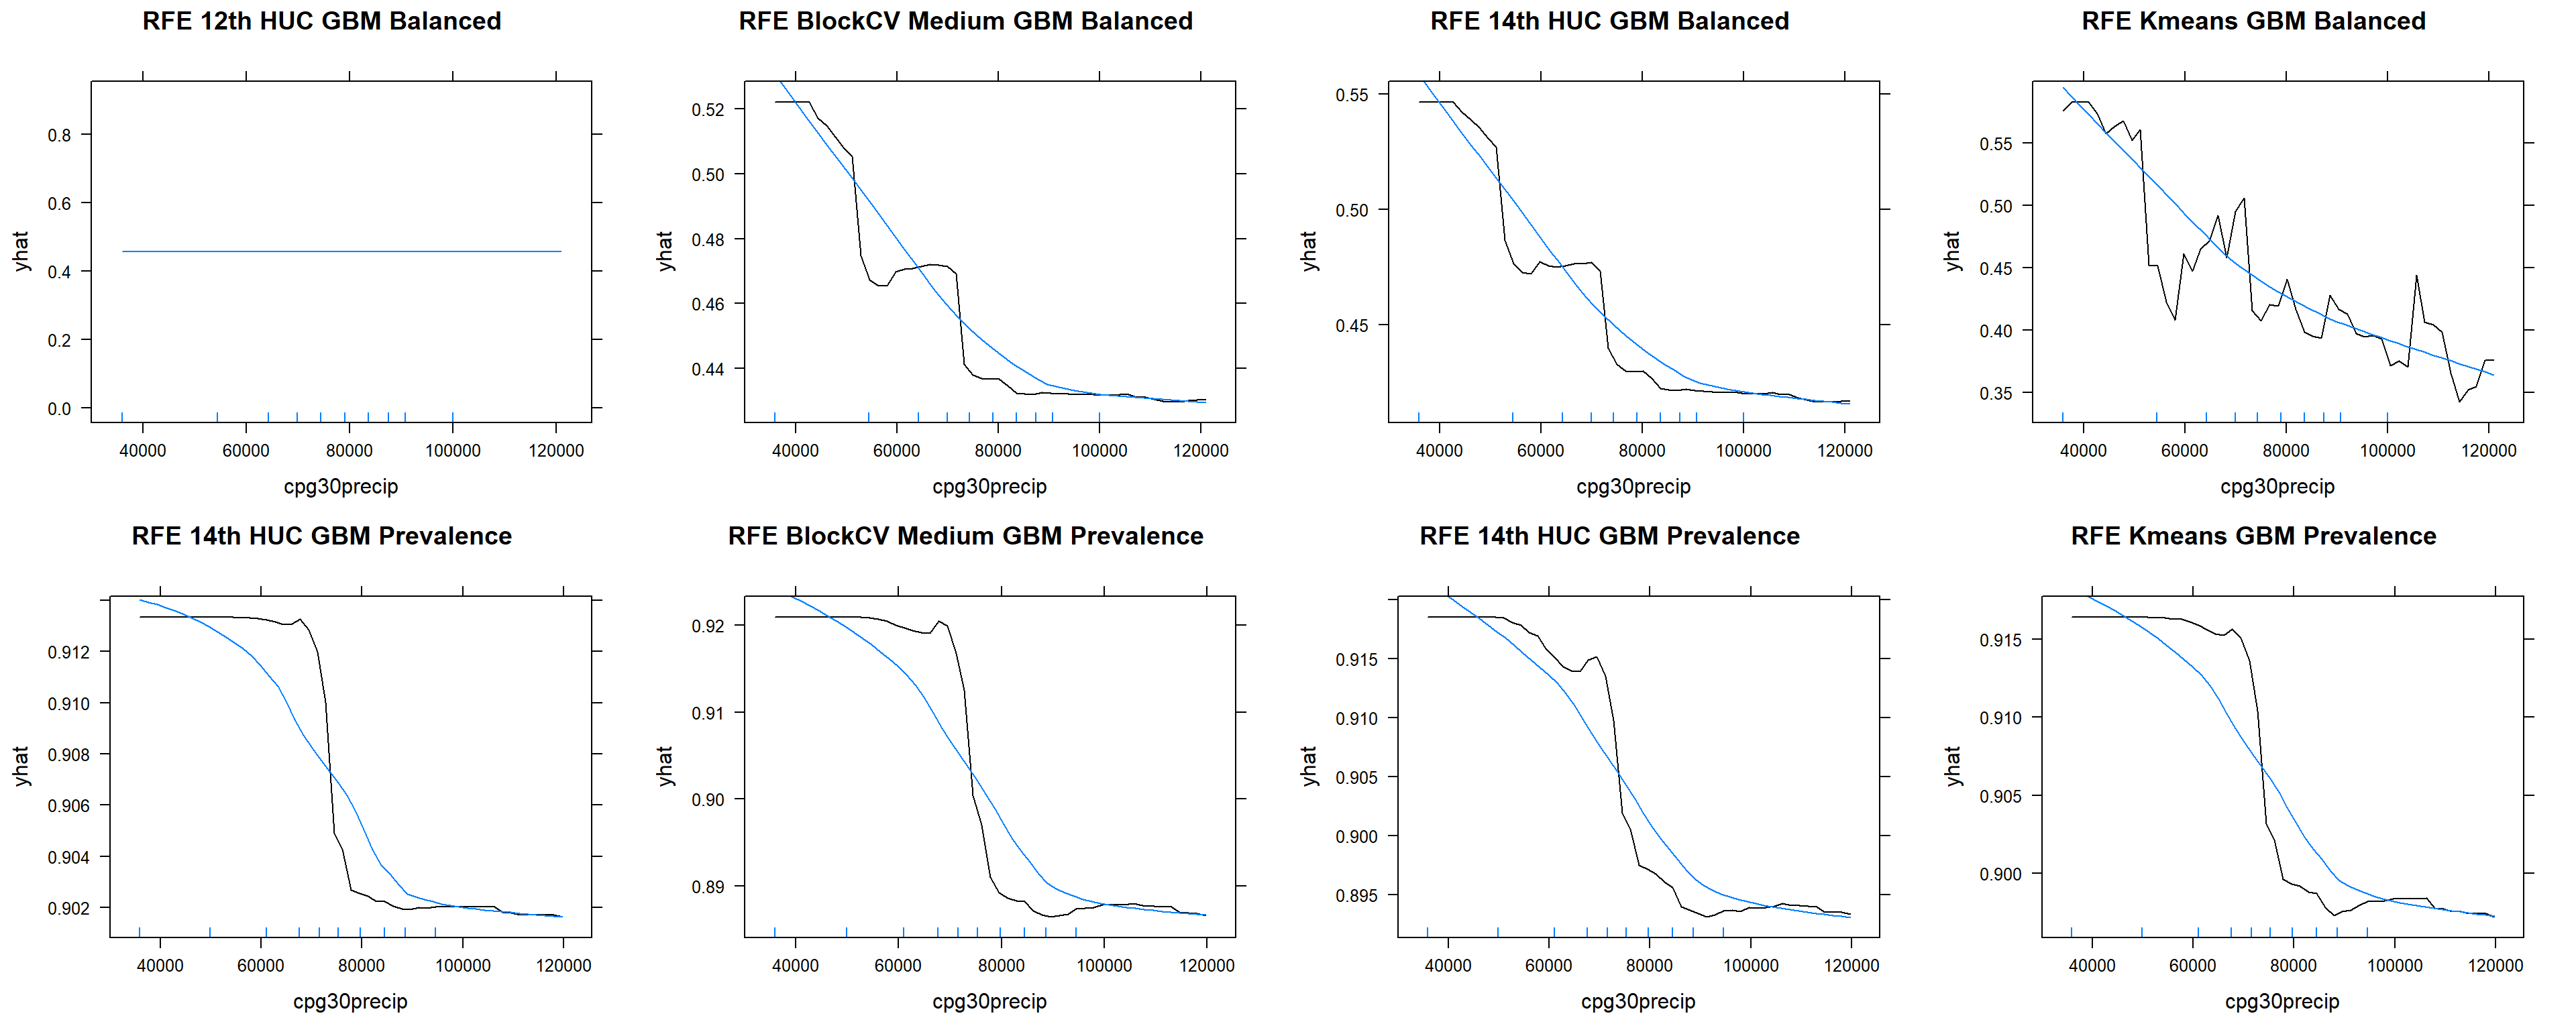 RFE 12th HUC GBM Balanced
yhat
0.8
0.6
0.4
0.2
0.0
40000 60000 80000 100000 120000
cpg30precip
RFE BlockCV Medium GBM Balanced
yhat
0.52
0.50
0.48
0.46
0.44
40000 60000 80000 100000 120000
cpg30precip
RFE 14th HUC GBM Balanced
yhat
0.55
0.50
0.45
40000 60000 80000 100000 120000
cpg30precip
RFE Kmeans GBM Balanced
yhat
0.55
0.50
0.45
0.40
0.35
40000 60000 80000 100000 120000
cpg30precip
RFE 14th HUC GBM Prevalence
yhat
0.912
0.910
0.908
0.906
0.904
0.902
40000 60000 80000 100000 120000
cpg30precip
RFE BlockCV Medium GBM Prevalence
yhat
0.92
0.91
0.90
0.89
40000 60000 80000 100000 120000
cpg30precip
RFE 14th HUC GBM Prevalence
yhat
0.915
0.910
0.905
0.900
0.895
40000 60000 80000 100000 120000
cpg30precip
RFE Kmeans GBM Prevalence
yhat
0.915
0.910
0.905
0.900
40000 60000 80000 100000 120000
cpg30precip